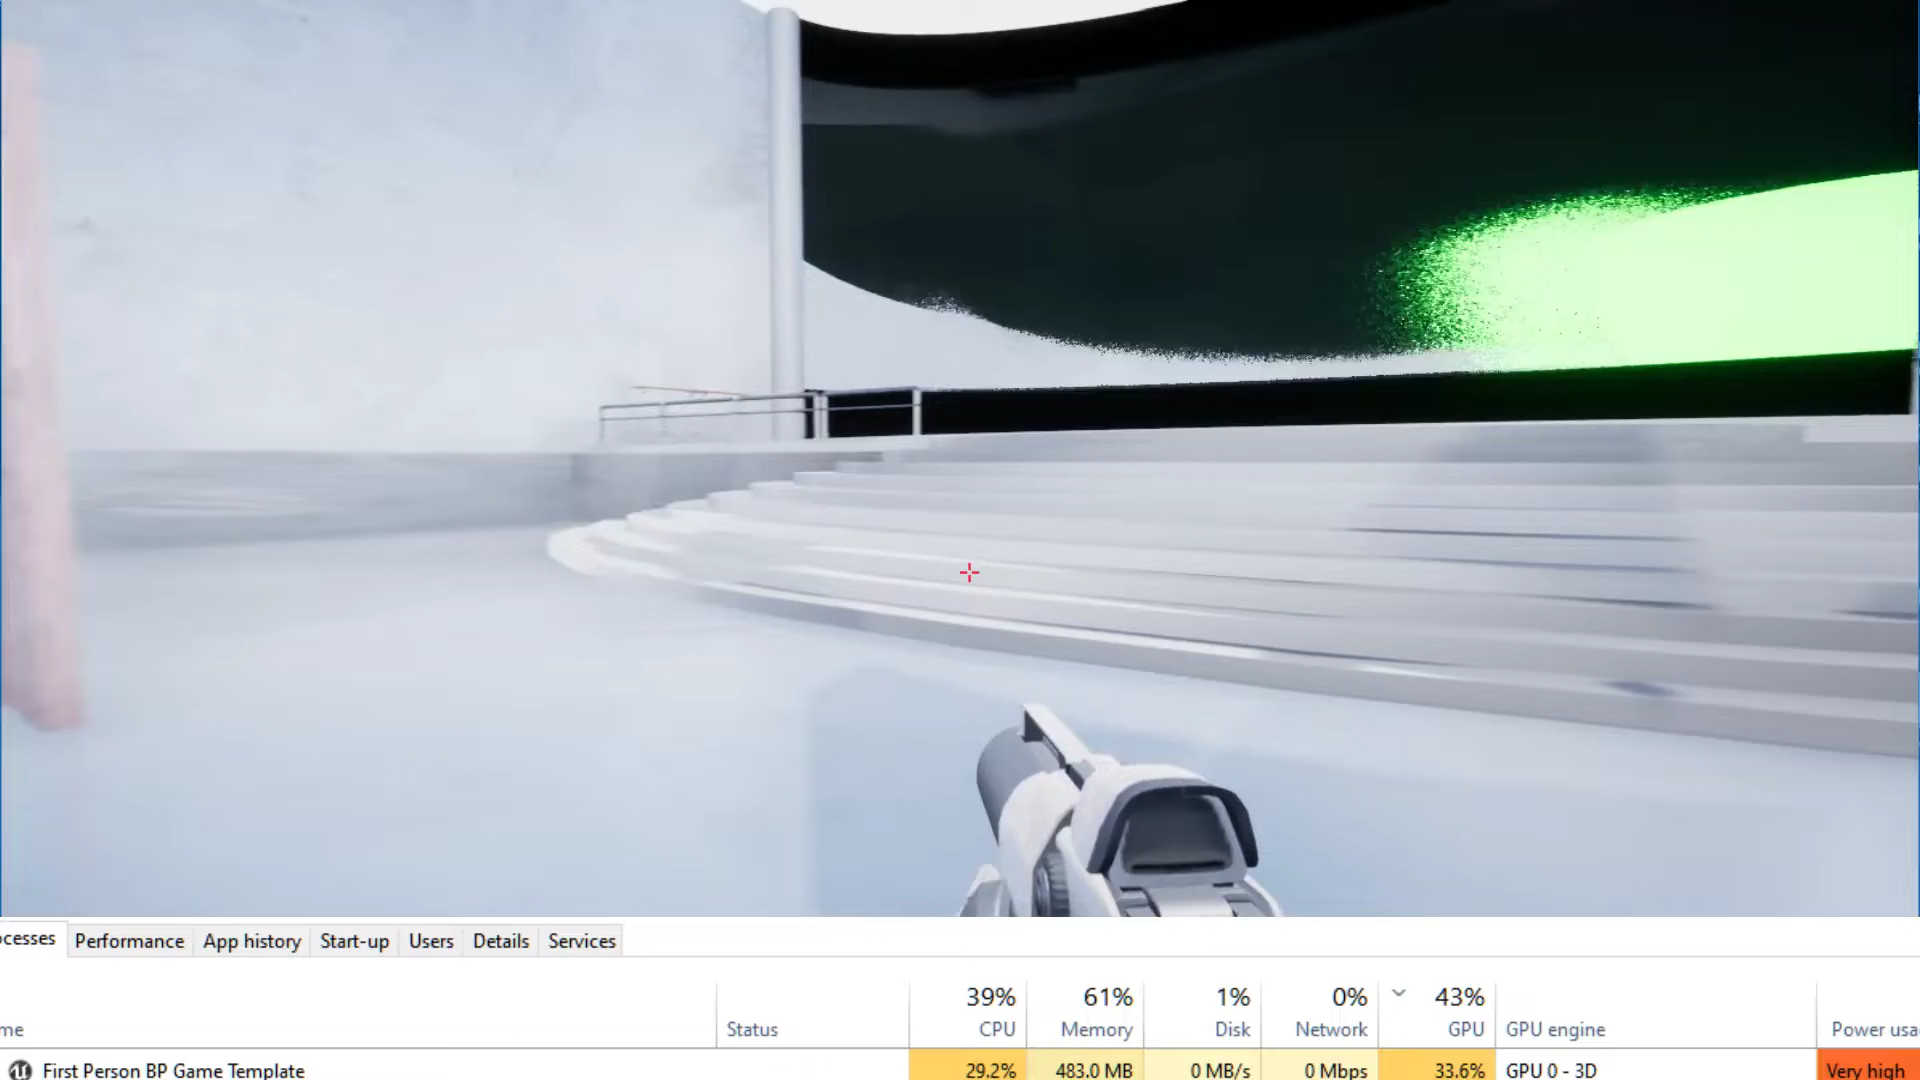 ocesses Performance App history Start-up Users Details Services
39% 61% 1% 0% 43%
me Status CPU Memory Disk Network GPU GPU engine Power usa
First Person BP Game Template 29.2% 483.0 MB 0 MB/s 0 Mbps 33.6% GPU 0 - 3D Very high